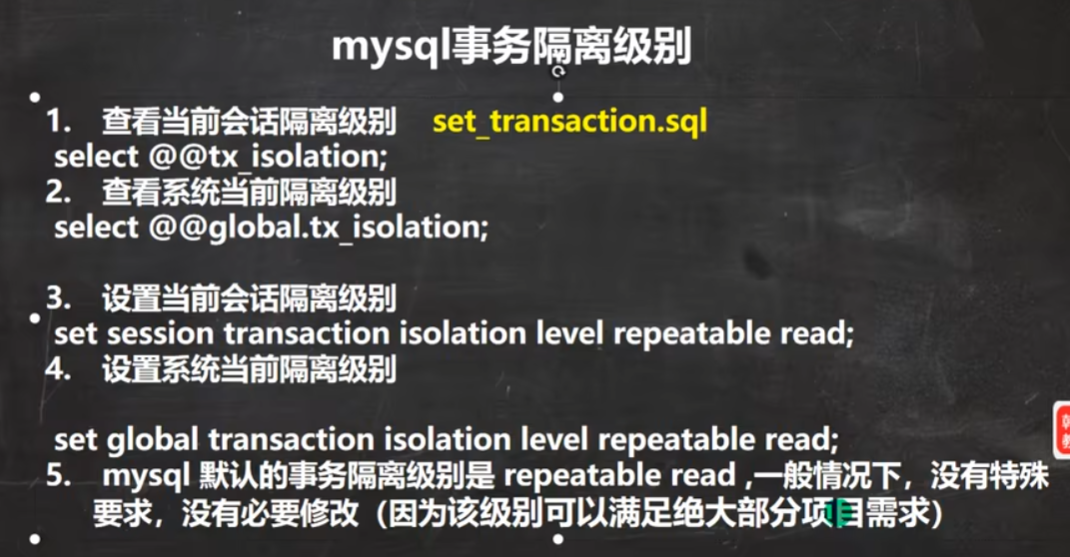 mysql事务隔离级别
1. 查看当前会话隔离级别 set_transaction.sql
select @@tx_isolation;
2. 查看系统当前隔离级别
select @@global.tx_isolation;
3. 设置当前会话隔离级别
set session transaction isolation level repeatable read;
4. 设置系统当前隔离级别
set global transaction isolation level repeatable read;
5. mysql 默认的事务隔离级别是 repeatable read ,一般情况下，没有特殊
要求，没有必要修改（因为该级别可以满足绝大部分项目需求）